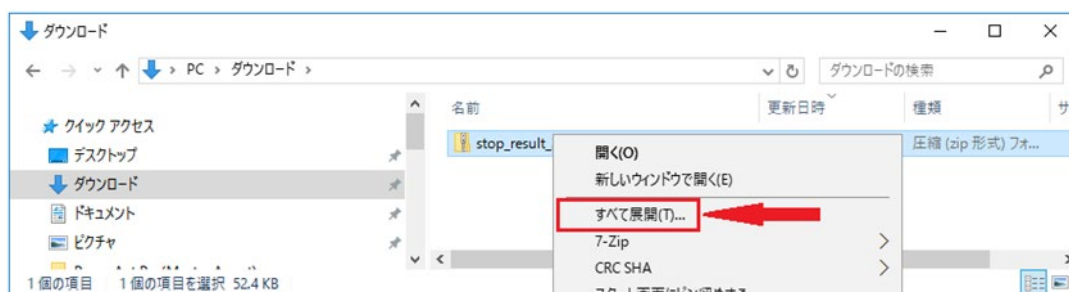 ダウンロード
PC › ダウンロード ›
ダウンロードの検索
名前 更新日時 種類 サ
クイック アクセス
デスクトップ
ダウンロード
ドキュメント
ピクチャ
stop_result_ 圧縮 (zip 形式) フォ...
開く(O)
新しいウィンドウで開く(E)
すべて展開(T)...
7-Zip
CRC SHA
1 個の項目 1 個の項目を選択 52.4 KB